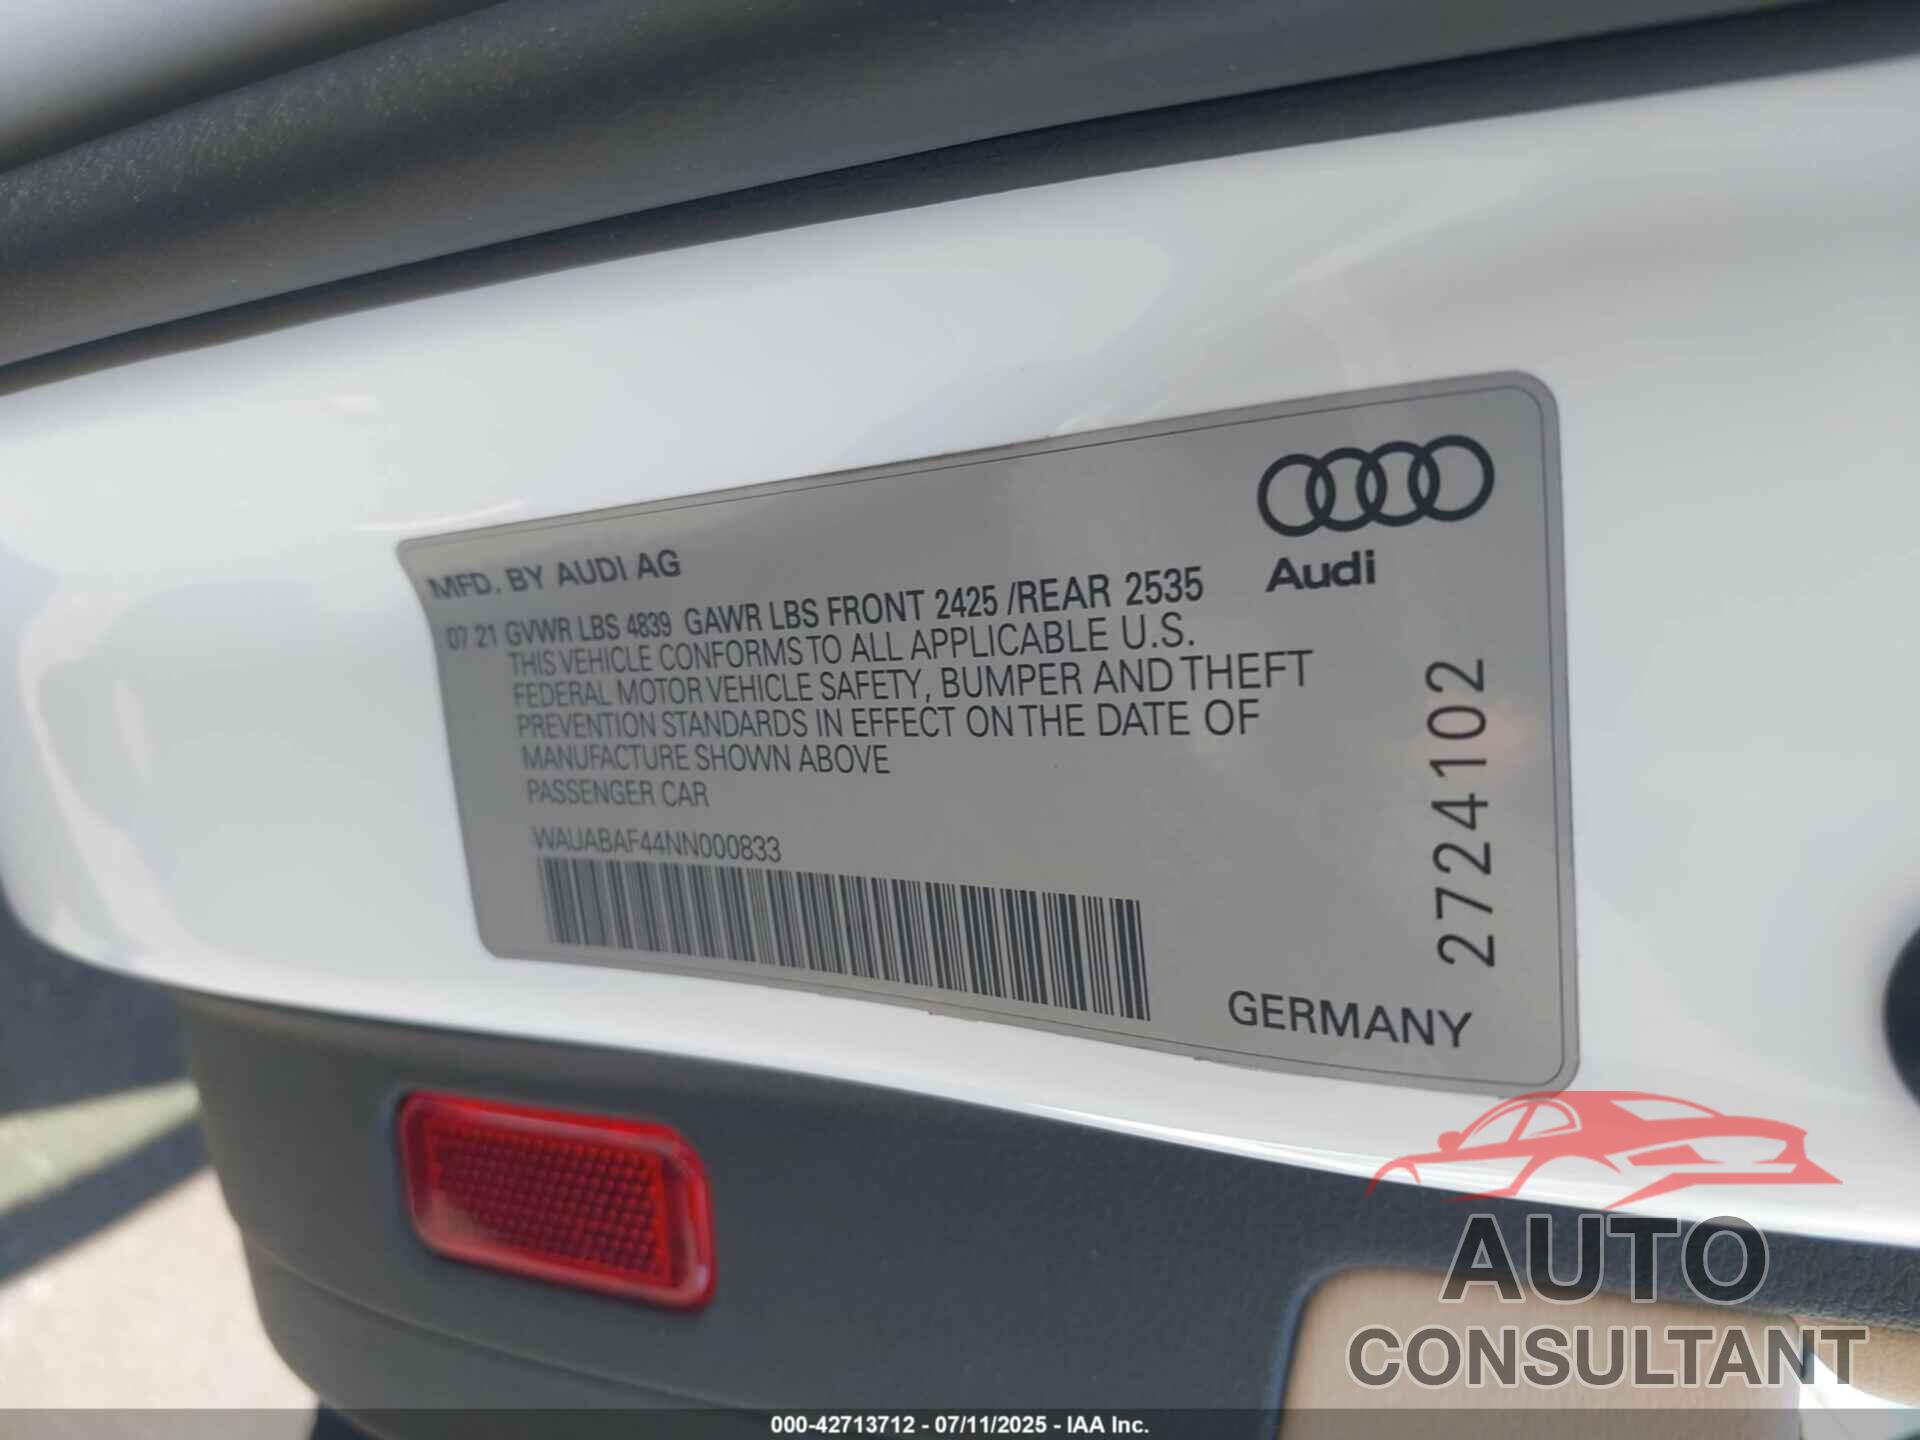 MFD. BY AUDI AG
07 21 GVWR LBS 4839 GAWR LBS FRONT 2425 /REAR 2535
THIS VEHICLE CONFORMS TO ALL APPLICABLE U.S.
FEDERAL MOTOR VEHICLE SAFETY, BUMPER AND THEFT
PREVENTION STANDARDS IN EFFECT ON THE DATE OF
MANUFACTURE SHOWN ABOVE
PASSENGER CAR
WAUABAF44NN000833
Audi
2724102
GERMANY
AUTO
CONSULTANT
000-42713712 - 07/11/2025 - IAA Inc.